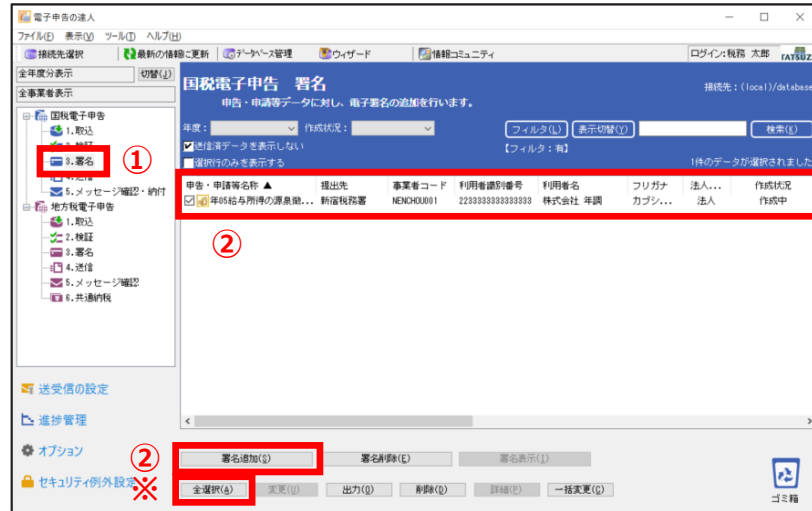 電子申告の達人
ファイル(F) 表示(V) ツール(T) ヘルプ(H)
接続先選択 最新の情報に更新 データベース管理 ウィザード 情報コミュニティ ログイン:税務 太郎 TATSUZ
全年度分表示 切替(J)
全事業者表示
国税電子申告
1.取込
3.署名
①
5.メッセージ確認・納付
地方税電子申告
1.取込
2.検証
3.署名
4.送信
5.メッセージ確認
6.共通納税
国税電子申告 署名
接続先：(local)/database
申告・申請等データに対し、電子署名の追加を行います。
年度： 作成状況： フィルタ(L) 表示切替(Y) 検索(K)
送信済データを表示しない 【フィルタ：有】
選択行のみを表示する 1件のデータが選択されました
申告・申請等名称 ▲ 提出先 事業者コード 利用者識別番号 利用者名 フリガナ 法人... 作成状況
年05給与所得の源泉徴... 新宿税務署 NENCHOU001 2233333333333333 株式会社 年調 カブシ... 法人 作成中
②
送受信の設定
進捗管理
オプション
セキュリティ例外設定
②
署名追加(S) 署名削除(E) 署名表示(I)
※
全選択(A) 変更(U) 出力(O) 削除(D) 詳細(P) 一括変更(C)
ゴミ箱